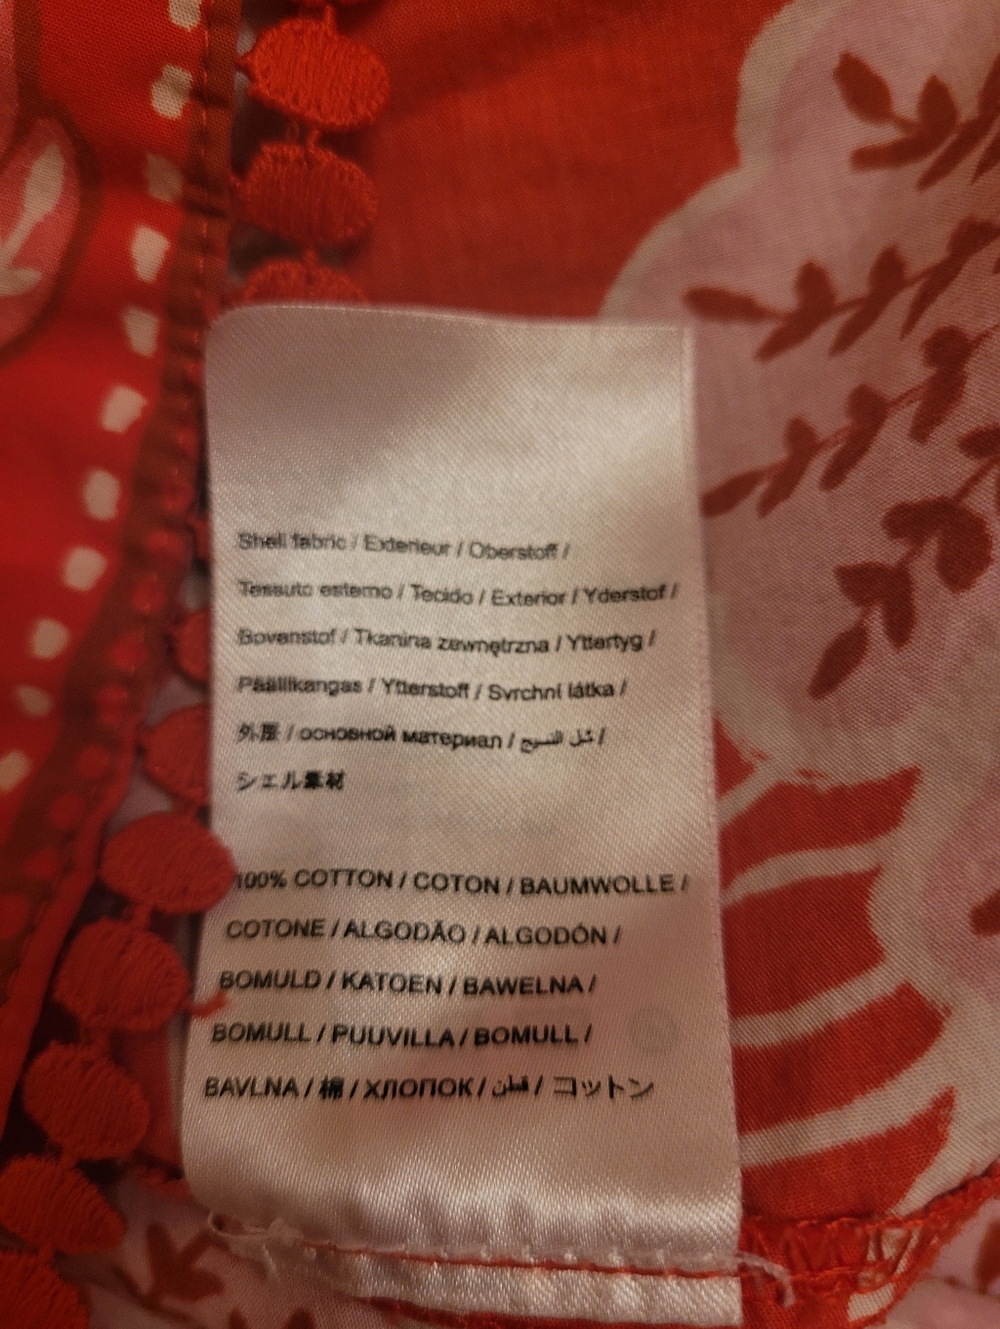 Shell fabric / Exterieur / Oberstoff /
Tessuto esterno / Tecido / Exterior / Yderstof /
Bovenstof / Tkanina zewnętrzna / Yttertyg /
Päällikangas / Ytterstoff / Svrchní látka /
外层 / основной материал / شل النسيج /
シェル素材
100% COTTON / COTON / BAUMWOLLE /
COTONE / ALGODÃO / ALGODÓN /
BOMULD / KATOEN / BAWELNA /
BOMULL / PUUVILLA / BOMULL /
BAVLNA / 棉 / ХЛОПОК / قطن / コットン